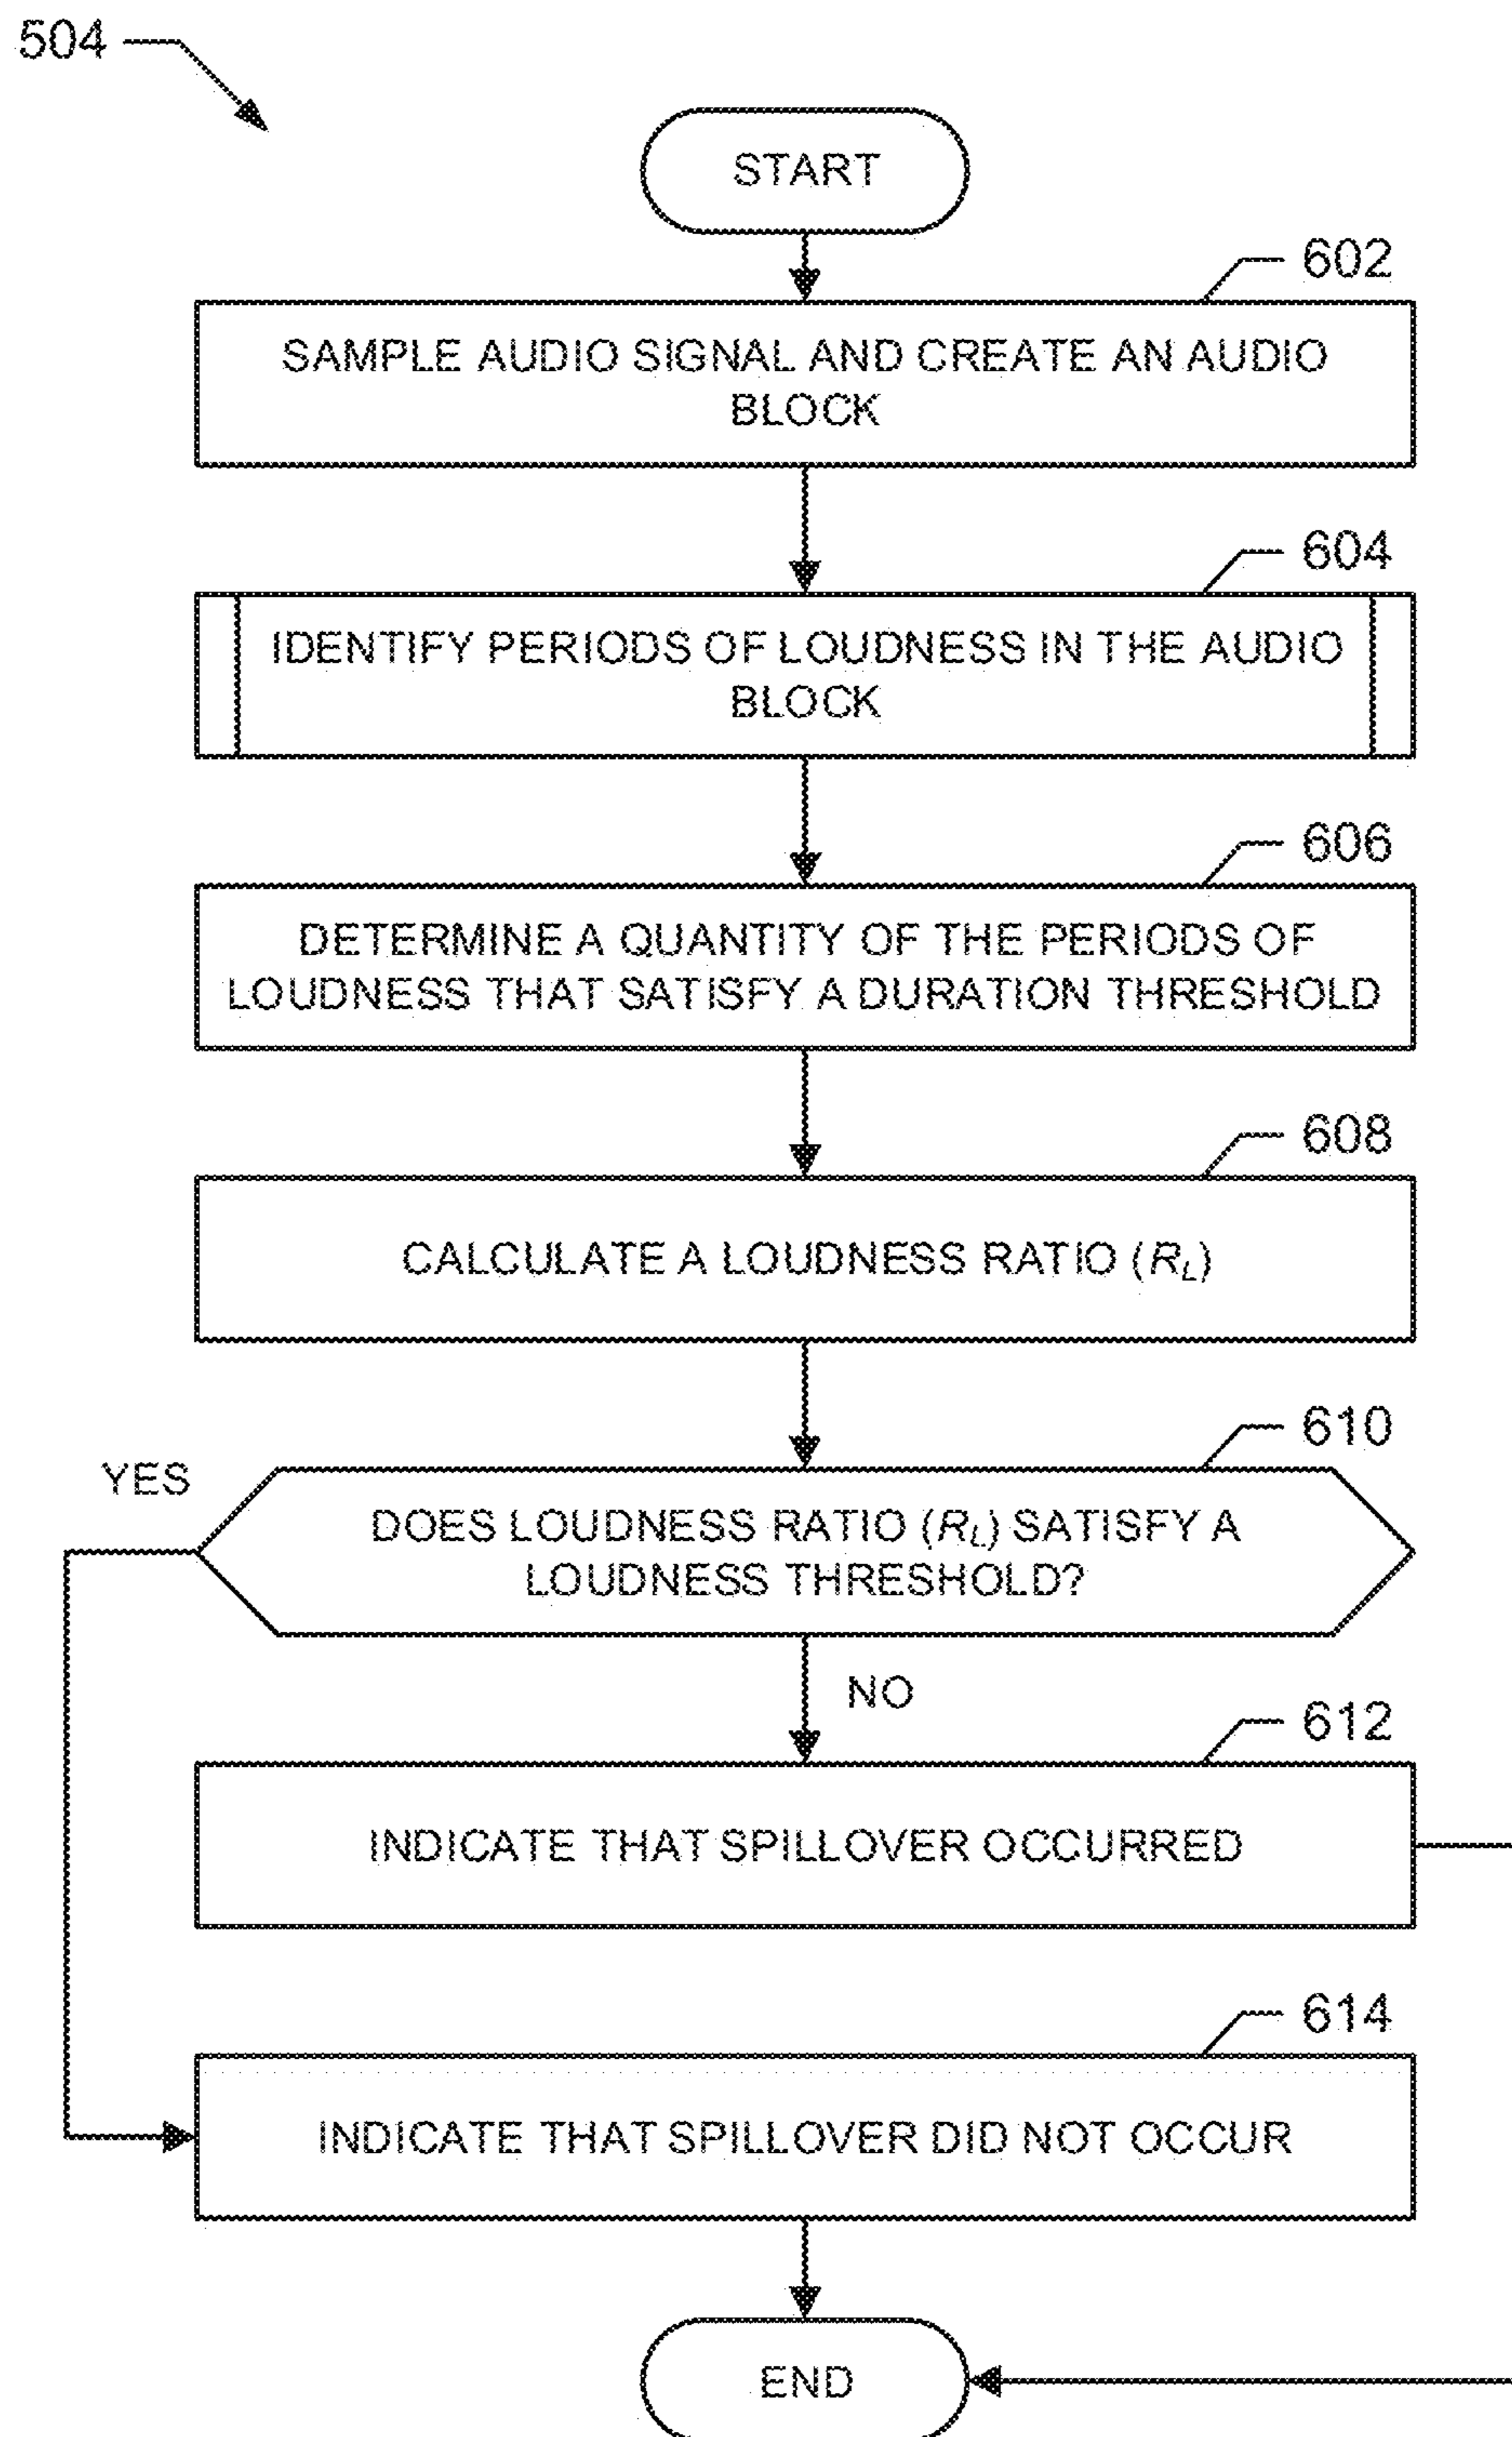 504
START
602
SAMPLE AUDIO SIGNAL AND CREATE AN AUDIO
BLOCK
604
IDENTIFY PERIODS OF LOUDNESS IN THE AUDIO
BLOCK
606
DETERMINE A QUANTITY OF THE PERIODS OF
LOUDNESS THAT SATISFY A DURATION THRESHOLD
608
CALCULATE A LOUDNESS RATIO (RL)
610
YES
DOES LOUDNESS RATIO (RL) SATISFY A
LOUDNESS THRESHOLD?
NO
612
INDICATE THAT SPILLOVER OCCURRED
614
INDICATE THAT SPILLOVER DID NOT OCCUR
END